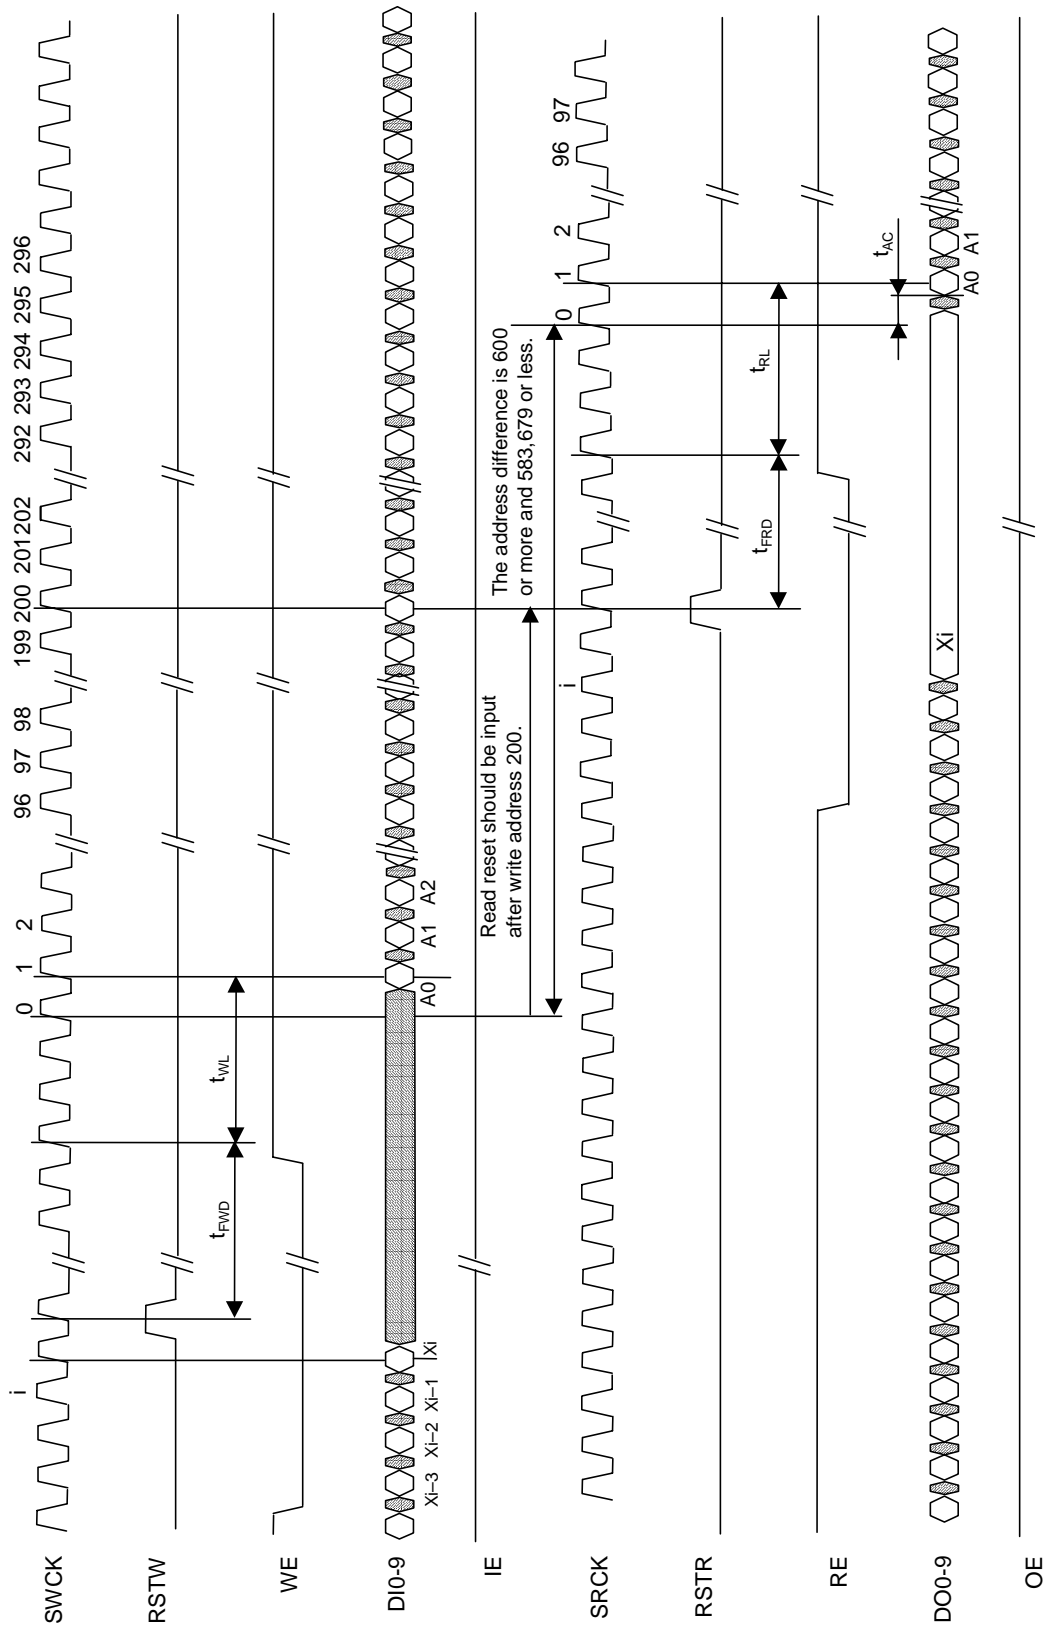 SWCK
i
0
1
2
96
97
98
199
200
201
202
292
293
294
295
296
RSTW
WE
tFWD
tWL
DI0-9
Xi–3
Xi–2
Xi–1
Xi
A0
A1
A2
IE
Read reset should be input
after write address 200.
The address difference is 600
or more and 583,679 or less.
SRCK
i
0
1
2
96
97
RSTR
RE
tFRD
tRL
tAC
DO0-9
Xi
A0
A1
OE